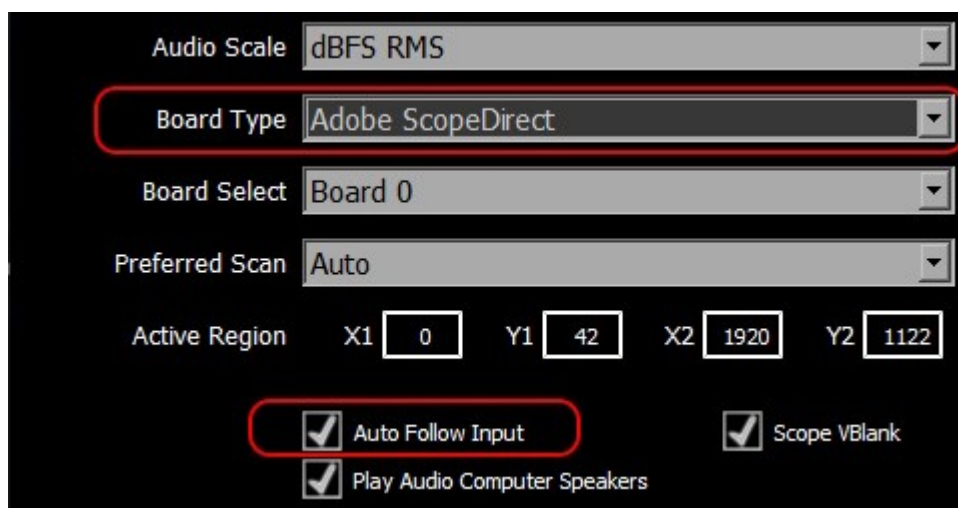 Audio Scale dBFS RMS
Board Type Adobe ScopeDirect
Board Select Board 0
Preferred Scan Auto
Active Region X1 0 Y1 42 X2 1920 Y2 1122
Auto Follow Input Scope VBlank
Play Audio Computer Speakers